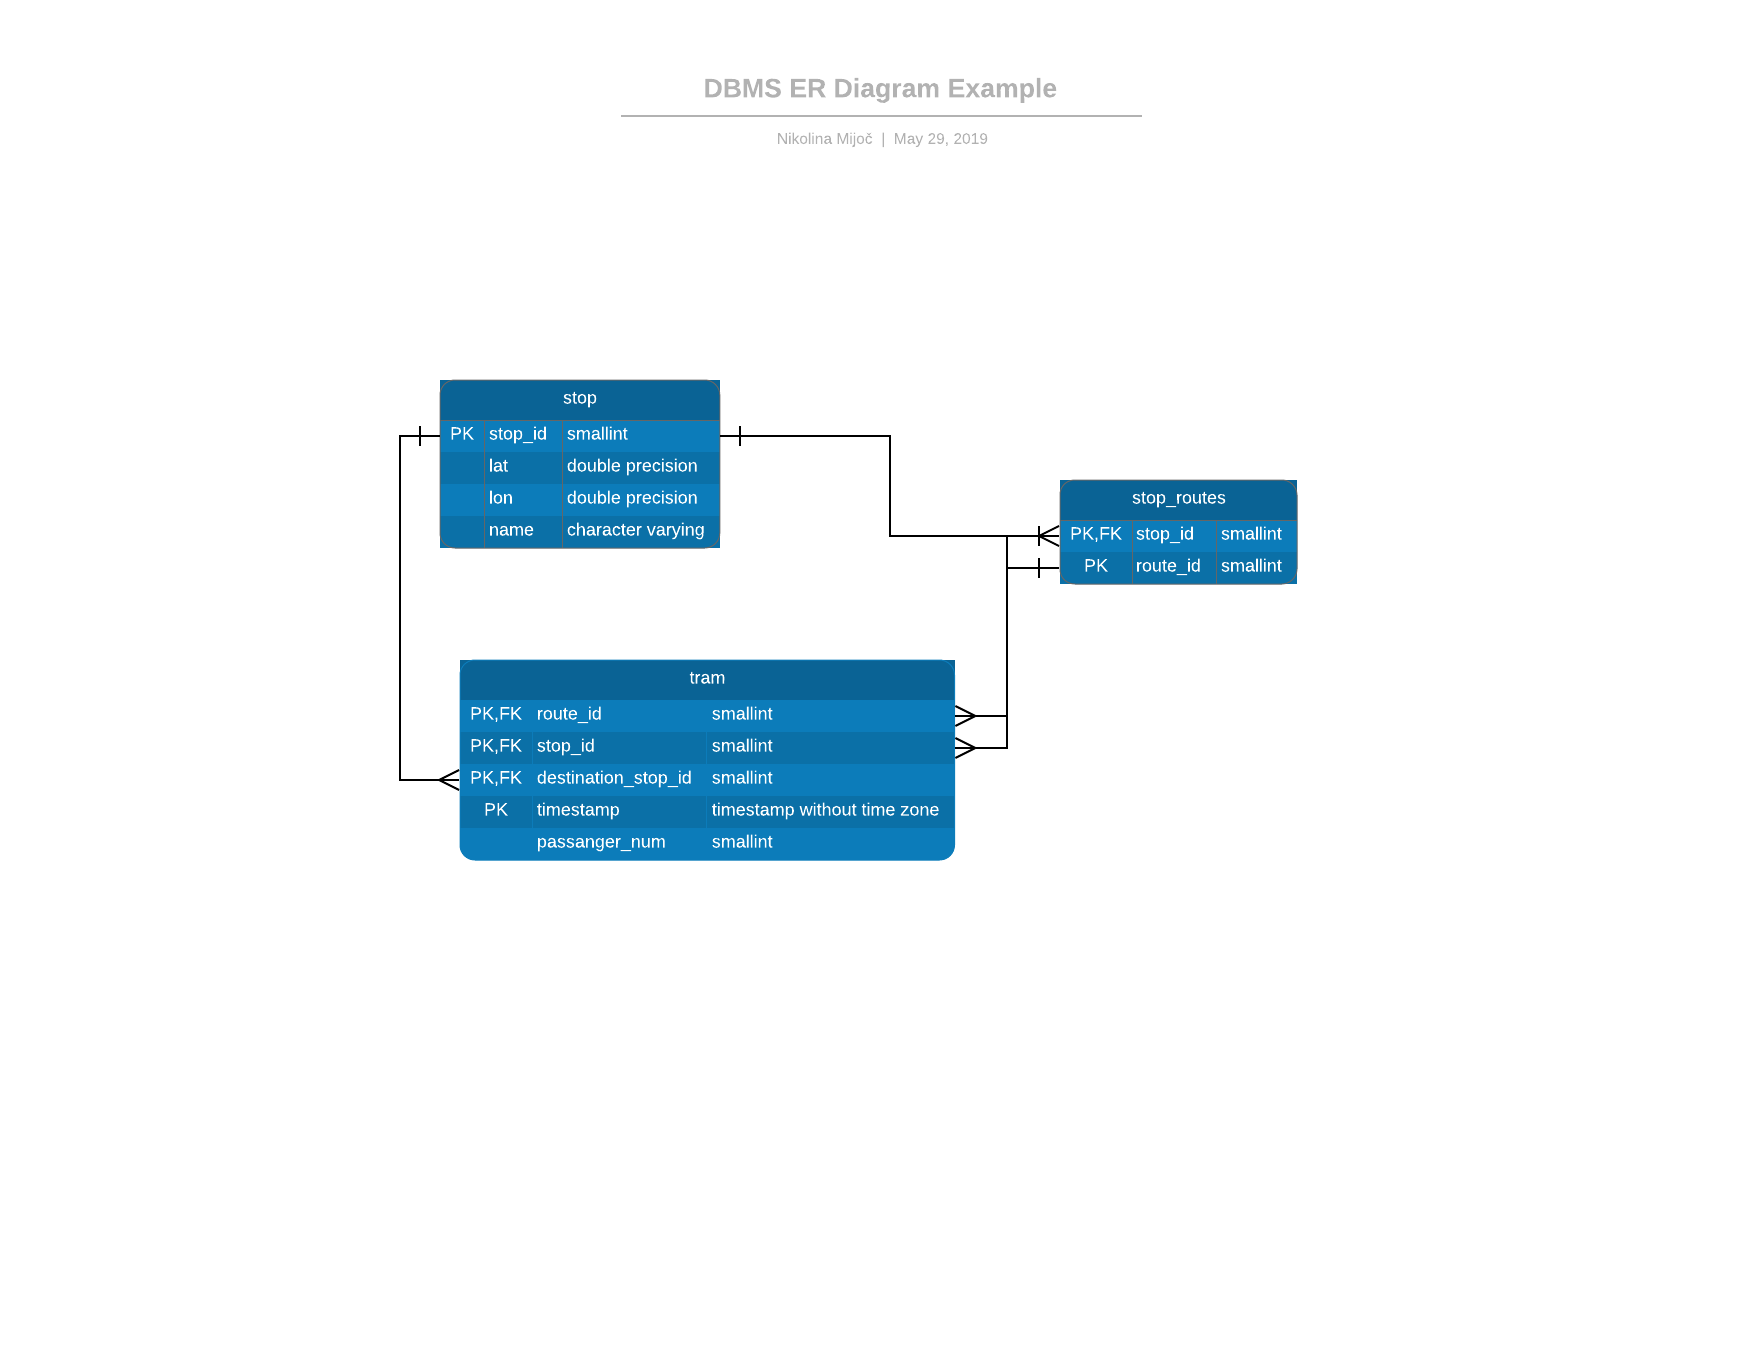 DBMS ER Diagram Example
Nikolina Mijoč | May 29, 2019
stop
PK stop_id smallint
lat double precision
lon double precision
name character varying
stop_routes
PK,FK stop_id smallint
PK route_id smallint
tram
PK,FK route_id smallint
PK,FK stop_id smallint
PK,FK destination_stop_id smallint
PK timestamp timestamp without time zone
passanger_num smallint